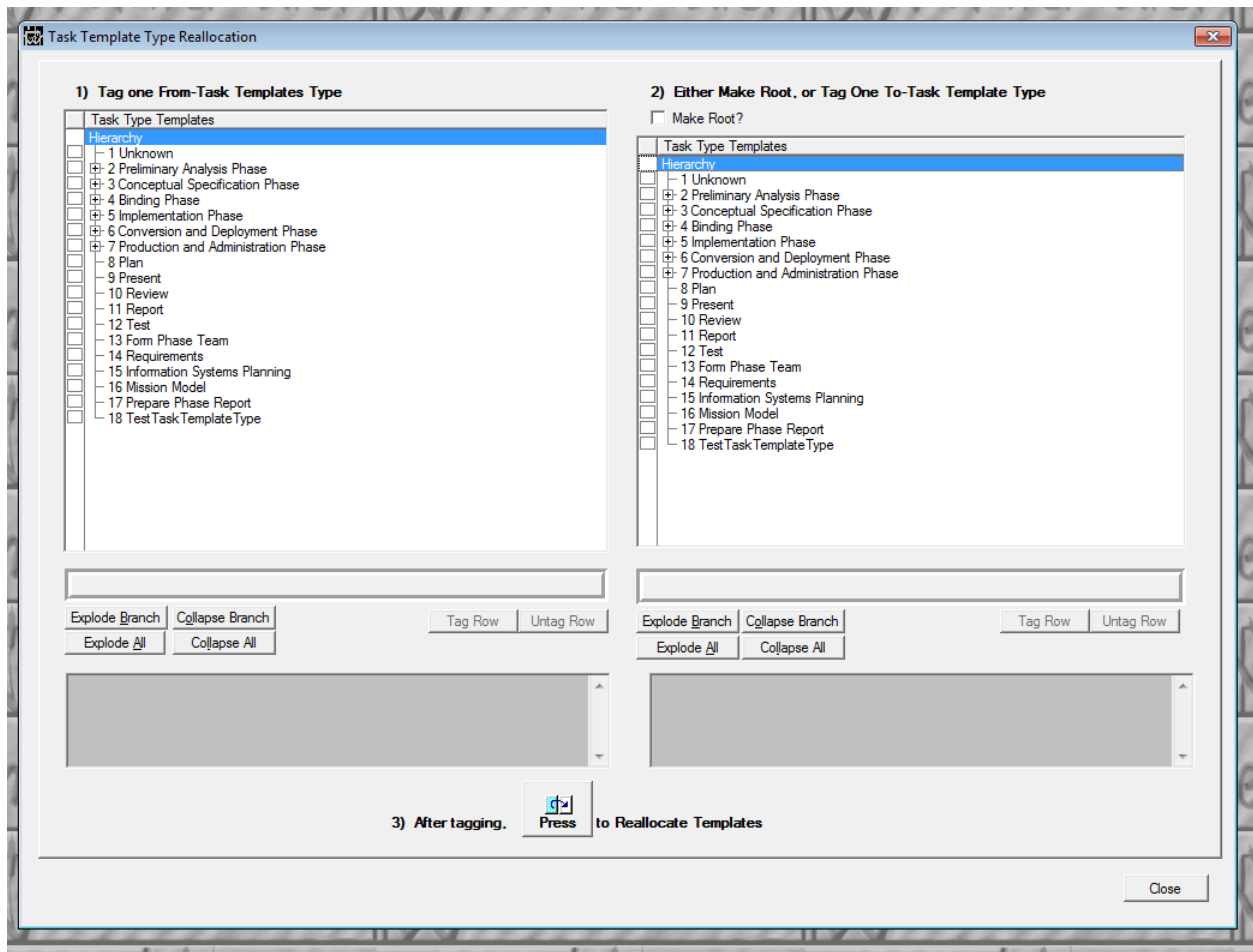 Task Template Type Reallocation
1) Tag one From-Task Templates Type
Task Type Templates
Hierarchy
1 Unknown
2 Preliminary Analysis Phase
3 Conceptual Specification Phase
4 Binding Phase
5 Implementation Phase
6 Conversion and Deployment Phase
7 Production and Administration Phase
8 Plan
9 Present
10 Review
11 Report
12 Test
13 Form Phase Team
14 Requirements
15 Information Systems Planning
16 Mission Model
17 Prepare Phase Report
18 TestTaskTemplateType
Explode Branch Collapse Branch Tag Row Untag Row
Explode All Collapse All
2) Either Make Root, or Tag One To-Task Template Type
Make Root?
Task Type Templates
Hierarchy
1 Unknown
2 Preliminary Analysis Phase
3 Conceptual Specification Phase
4 Binding Phase
5 Implementation Phase
6 Conversion and Deployment Phase
7 Production and Administration Phase
8 Plan
9 Present
10 Review
11 Report
12 Test
13 Form Phase Team
14 Requirements
15 Information Systems Planning
16 Mission Model
17 Prepare Phase Report
18 TestTaskTemplateType
Explode Branch Collapse Branch Tag Row Untag Row
Explode All Collapse All
3) After tagging, Press to Reallocate Templates
Close